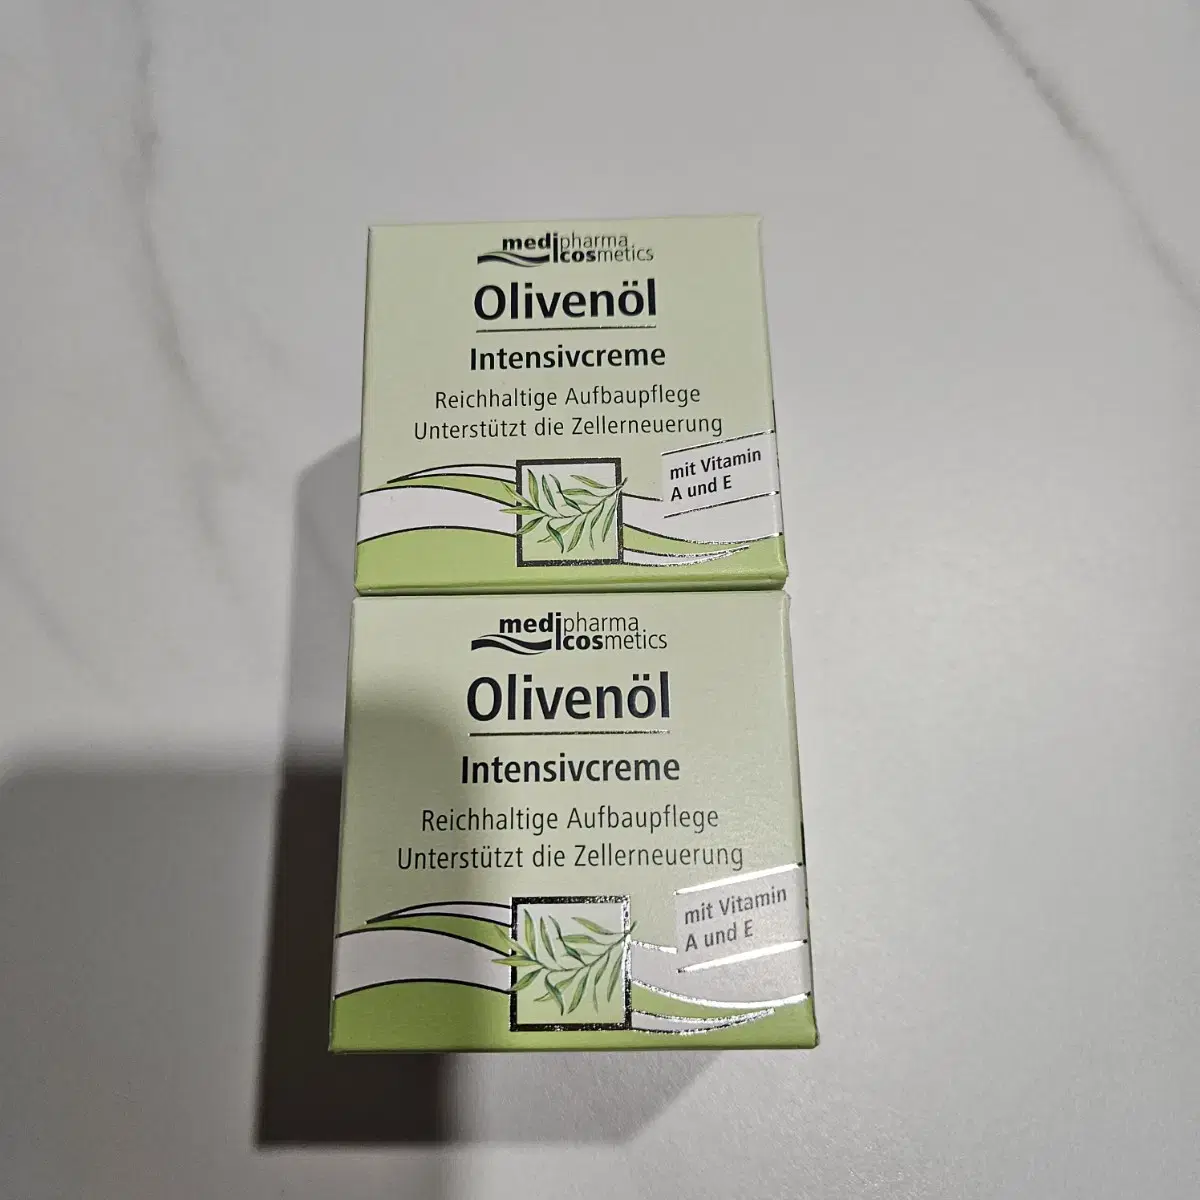 medipharma
cosmetics
Olivenöl
Intensivcreme
Reichhaltige Aufbaupflege
Unterstützt die Zellerneuerung
mit Vitamin
A und E
medipharma
cosmetics
Olivenöl
Intensivcreme
Reichhaltige Aufbaupflege
Unterstützt die Zellerneuerung
mit Vitamin
A und E